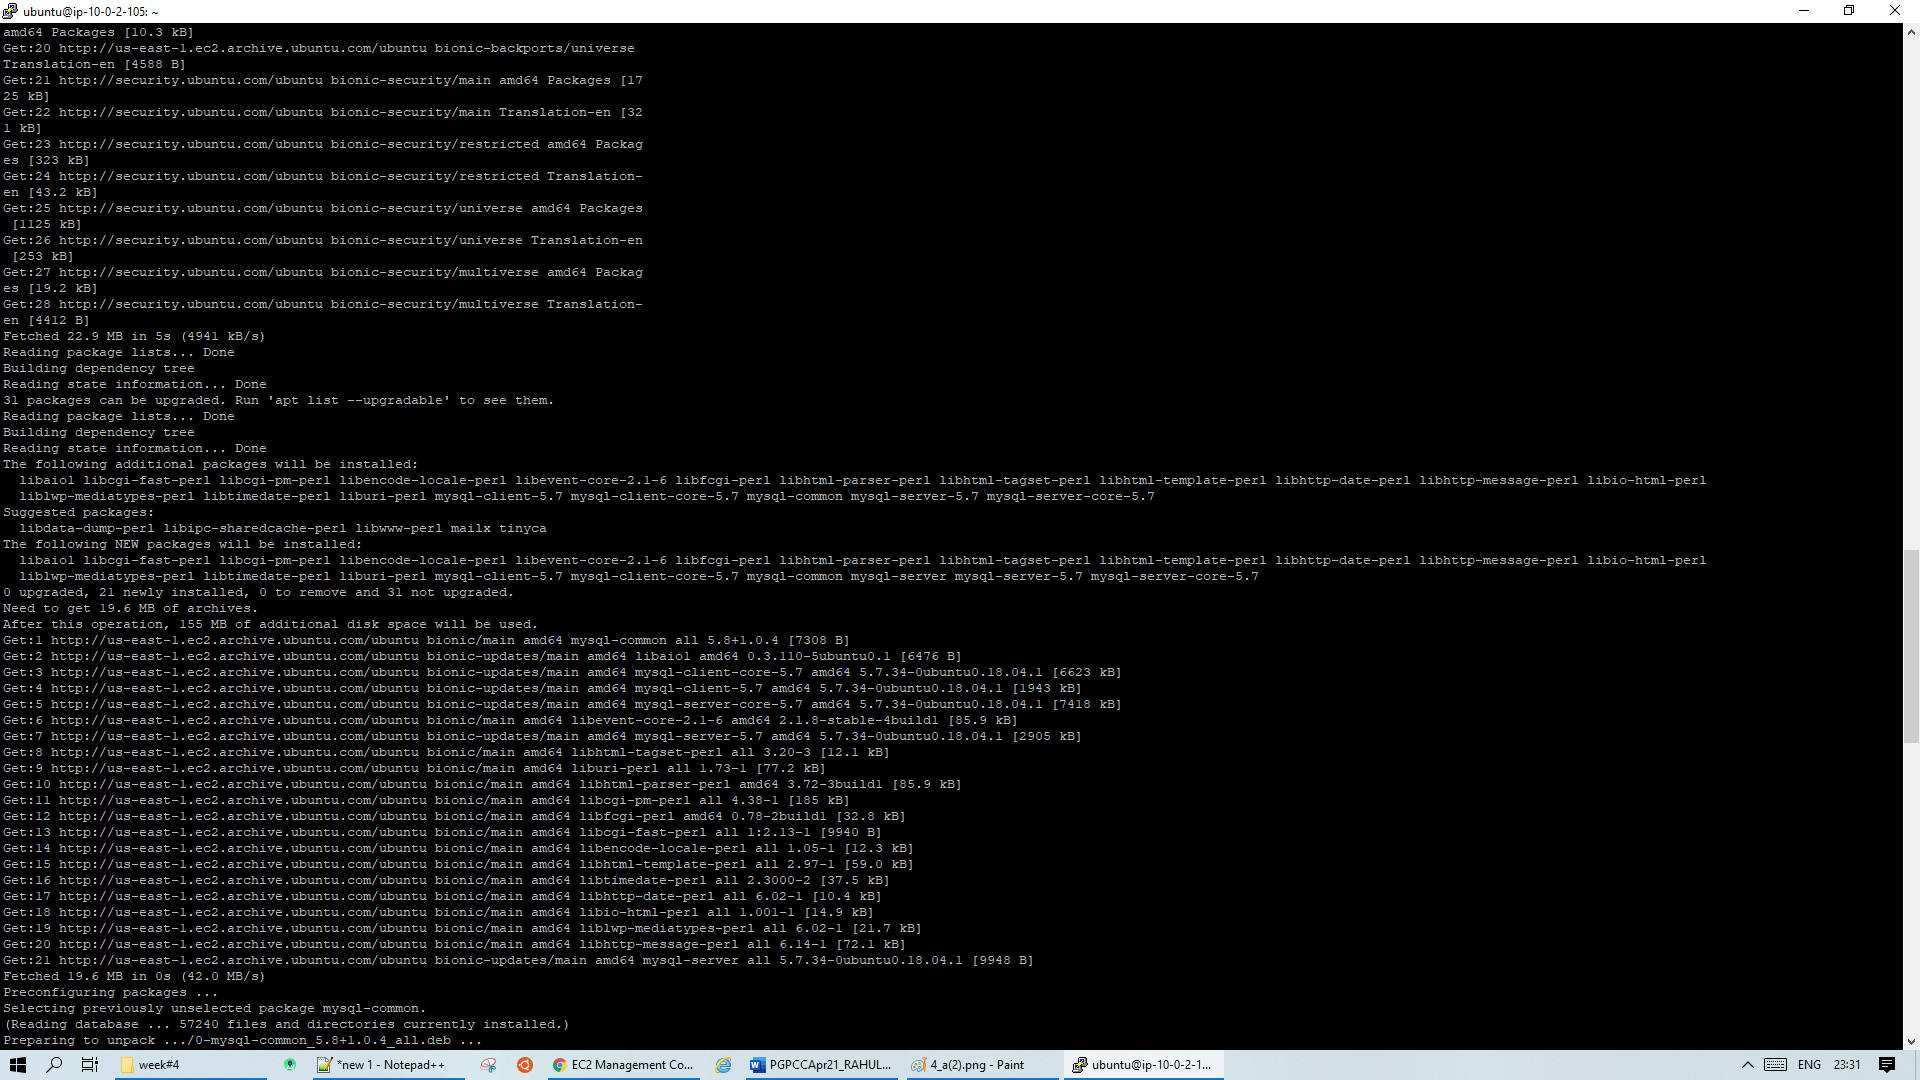 ubuntu@ip-10-0-2-105: ~
amd64 Packages [10.3 kB]
Get:20 http://us-east-1.ec2.archive.ubuntu.com/ubuntu bionic-backports/universe
Translation-en [4588 B]
Get:21 http://security.ubuntu.com/ubuntu bionic-security/main amd64 Packages [17
25 kB]
Get:22 http://security.ubuntu.com/ubuntu bionic-security/main Translation-en [32
1 kB]
Get:23 http://security.ubuntu.com/ubuntu bionic-security/restricted amd64 Packag
es [323 kB]
Get:24 http://security.ubuntu.com/ubuntu bionic-security/restricted Translation-
en [43.2 kB]
Get:25 http://security.ubuntu.com/ubuntu bionic-security/universe amd64 Packages
[1125 kB]
Get:26 http://security.ubuntu.com/ubuntu bionic-security/universe Translation-en
[253 kB]
Get:27 http://security.ubuntu.com/ubuntu bionic-security/multiverse amd64 Packag
es [19.2 kB]
Get:28 http://security.ubuntu.com/ubuntu bionic-security/multiverse Translation-
en [4412 B]
Fetched 22.9 MB in 5s (4941 kB/s)
Reading package lists... Done
Building dependency tree
Reading state information... Done
31 packages can be upgraded. Run 'apt list --upgradable' to see them.
Reading package lists... Done
Building dependency tree
Reading state information... Done
The following additional packages will be installed:
libaio1 libcgi-fast-perl libcgi-pm-perl libencode-locale-perl libevent-core-2.1-6 libfcgi-perl libhtml-parser-perl libhtml-tagset-perl libhtml-template-perl libhttp-date-perl libhttp-message-perl libio-html-perl
liblwp-mediatypes-perl libtimedate-perl liburi-perl mysql-client-5.7 mysql-client-core-5.7 mysql-common mysql-server-5.7 mysql-server-core-5.7
Suggested packages:
libdata-dump-perl libipc-sharedcache-perl libwww-perl mailx tinyca
The following NEW packages will be installed:
libaio1 libcgi-fast-perl libcgi-pm-perl libencode-locale-perl libevent-core-2.1-6 libfcgi-perl libhtml-parser-perl libhtml-tagset-perl libhtml-template-perl libhttp-date-perl libhttp-message-perl libio-html-perl
liblwp-mediatypes-perl libtimedate-perl liburi-perl mysql-client-5.7 mysql-client-core-5.7 mysql-common mysql-server mysql-server-5.7 mysql-server-core-5.7
0 upgraded, 21 newly installed, 0 to remove and 31 not upgraded.
Need to get 19.6 MB of archives.
After this operation, 155 MB of additional disk space will be used.
Get:1 http://us-east-1.ec2.archive.ubuntu.com/ubuntu bionic/main amd64 mysql-common all 5.8+1.0.4 [7308 B]
Get:2 http://us-east-1.ec2.archive.ubuntu.com/ubuntu bionic-updates/main amd64 libaio1 amd64 0.3.110-5ubuntu0.1 [6476 B]
Get:3 http://us-east-1.ec2.archive.ubuntu.com/ubuntu bionic-updates/main amd64 mysql-client-core-5.7 amd64 5.7.34-0ubuntu0.18.04.1 [6623 kB]
Get:4 http://us-east-1.ec2.archive.ubuntu.com/ubuntu bionic-updates/main amd64 mysql-client-5.7 amd64 5.7.34-0ubuntu0.18.04.1 [1943 kB]
Get:5 http://us-east-1.ec2.archive.ubuntu.com/ubuntu bionic-updates/main amd64 mysql-server-core-5.7 amd64 5.7.34-0ubuntu0.18.04.1 [7418 kB]
Get:6 http://us-east-1.ec2.archive.ubuntu.com/ubuntu bionic/main amd64 libevent-core-2.1-6 amd64 2.1.8-stable-4build1 [85.9 kB]
Get:7 http://us-east-1.ec2.archive.ubuntu.com/ubuntu bionic-updates/main amd64 mysql-server-5.7 amd64 5.7.34-0ubuntu0.18.04.1 [2905 kB]
Get:8 http://us-east-1.ec2.archive.ubuntu.com/ubuntu bionic/main amd64 libhtml-tagset-perl all 3.20-3 [12.1 kB]
Get:9 http://us-east-1.ec2.archive.ubuntu.com/ubuntu bionic/main amd64 liburi-perl all 1.73-1 [77.2 kB]
Get:10 http://us-east-1.ec2.archive.ubuntu.com/ubuntu bionic/main amd64 libhtml-parser-perl amd64 3.72-3build1 [85.9 kB]
Get:11 http://us-east-1.ec2.archive.ubuntu.com/ubuntu bionic/main amd64 libcgi-pm-perl all 4.38-1 [185 kB]
Get:12 http://us-east-1.ec2.archive.ubuntu.com/ubuntu bionic/main amd64 libfcgi-perl amd64 0.78-2build1 [32.8 kB]
Get:13 http://us-east-1.ec2.archive.ubuntu.com/ubuntu bionic/main amd64 libcgi-fast-perl all 1:2.13-1 [9940 B]
Get:14 http://us-east-1.ec2.archive.ubuntu.com/ubuntu bionic/main amd64 libencode-locale-perl all 1.05-1 [12.3 kB]
Get:15 http://us-east-1.ec2.archive.ubuntu.com/ubuntu bionic/main amd64 libhtml-template-perl all 2.97-1 [59.0 kB]
Get:16 http://us-east-1.ec2.archive.ubuntu.com/ubuntu bionic/main amd64 libtimedate-perl all 2.3000-2 [37.5 kB]
Get:17 http://us-east-1.ec2.archive.ubuntu.com/ubuntu bionic/main amd64 libhttp-date-perl all 6.02-1 [10.4 kB]
Get:18 http://us-east-1.ec2.archive.ubuntu.com/ubuntu bionic/main amd64 libio-html-perl all 1.001-1 [14.9 kB]
Get:19 http://us-east-1.ec2.archive.ubuntu.com/ubuntu bionic/main amd64 liblwp-mediatypes-perl all 6.02-1 [21.7 kB]
Get:20 http://us-east-1.ec2.archive.ubuntu.com/ubuntu bionic/main amd64 libhttp-message-perl all 6.14-1 [72.1 kB]
Get:21 http://us-east-1.ec2.archive.ubuntu.com/ubuntu bionic-updates/main amd64 mysql-server all 5.7.34-0ubuntu0.18.04.1 [9948 B]
Fetched 19.6 MB in 0s (42.0 MB/s)
Preconfiguring packages ...
Selecting previously unselected package mysql-common.
(Reading database ... 57240 files and directories currently installed.)
Preparing to unpack .../0-mysql-common_5.8+1.0.4_all.deb ...
week#4
*new 1 - Notepad++
EC2 Management Co...
PGPCCApr21_RAHUL...
4_a(2).png - Paint
ubuntu@ip-10-0-2-1...
ENG
23:31